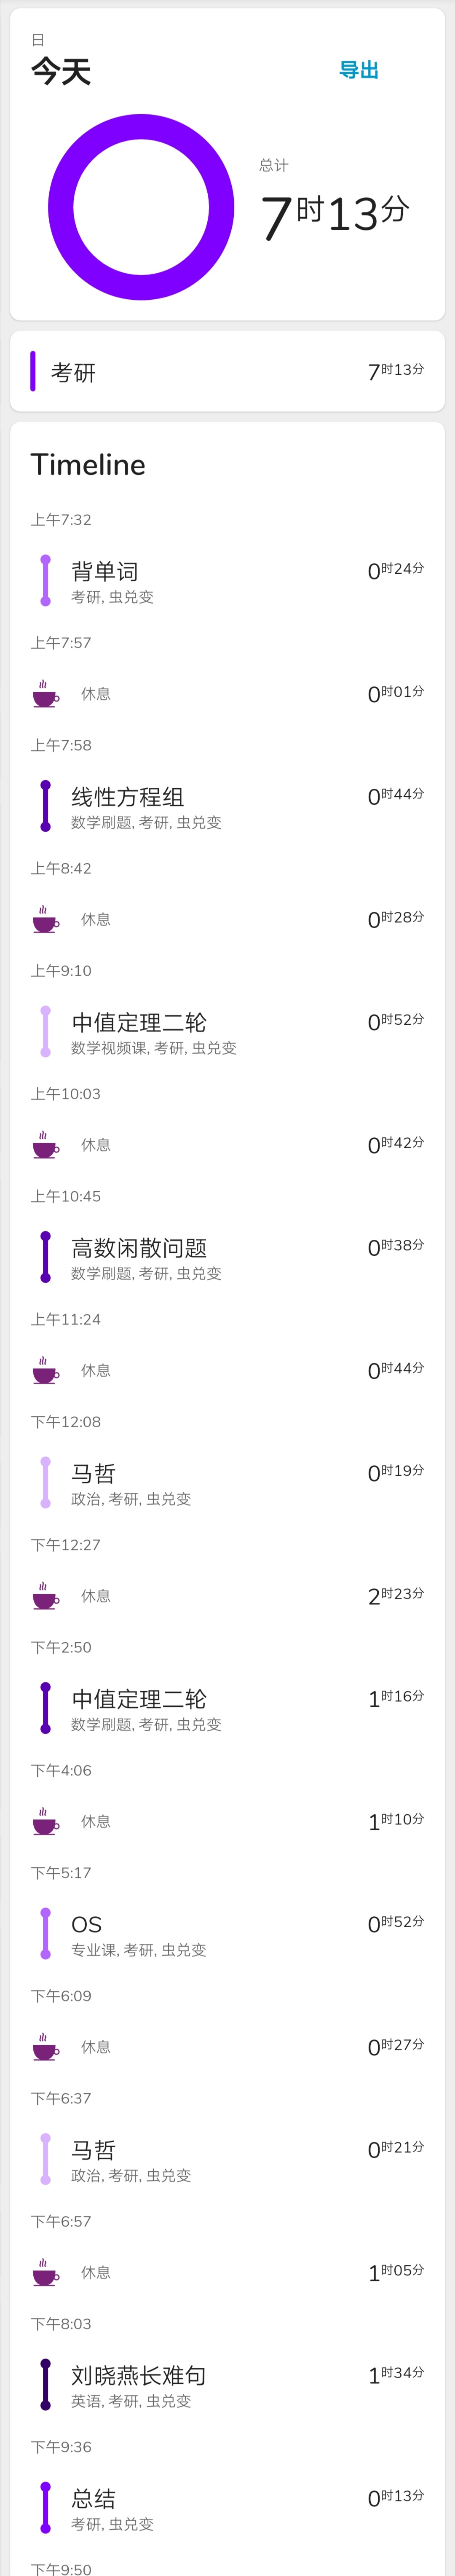 日
今天
导出
总计
7时13分
考研 7时13分
Timeline
上午7:32
背单词 0时24分
考研, 虫兑变
上午7:57
休息 0时01分
上午7:58
线性方程组 0时44分
数学刷题, 考研, 虫兑变
上午8:42
休息 0时28分
上午9:10
中值定理二轮 0时52分
数学视频课, 考研, 虫兑变
上午10:03
休息 0时42分
上午10:45
高数闲散问题 0时38分
数学刷题, 考研, 虫兑变
上午11:24
休息 0时44分
下午12:08
马哲 0时19分
政治, 考研, 虫兑变
下午12:27
休息 2时23分
下午2:50
中值定理二轮 1时16分
数学刷题, 考研, 虫兑变
下午4:06
休息 1时10分
下午5:17
OS 0时52分
专业课, 考研, 虫兑变
下午6:09
休息 0时27分
下午6:37
马哲 0时21分
政治, 考研, 虫兑变
下午6:57
休息 1时05分
下午8:03
刘晓燕长难句 1时34分
英语, 考研, 虫兑变
下午9:36
总结 0时13分
考研, 虫兑变
下午9:50